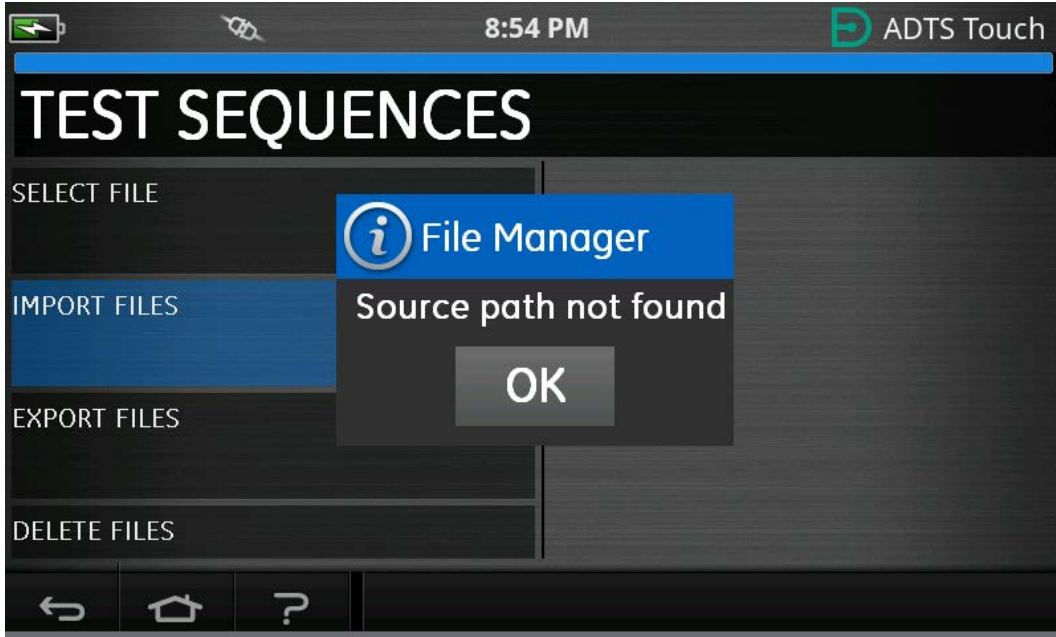 8:54 PM
ADTS Touch
TEST SEQUENCES
SELECT FILE
IMPORT FILES
EXPORT FILES
DELETE FILES
File Manager
Source path not found
OK